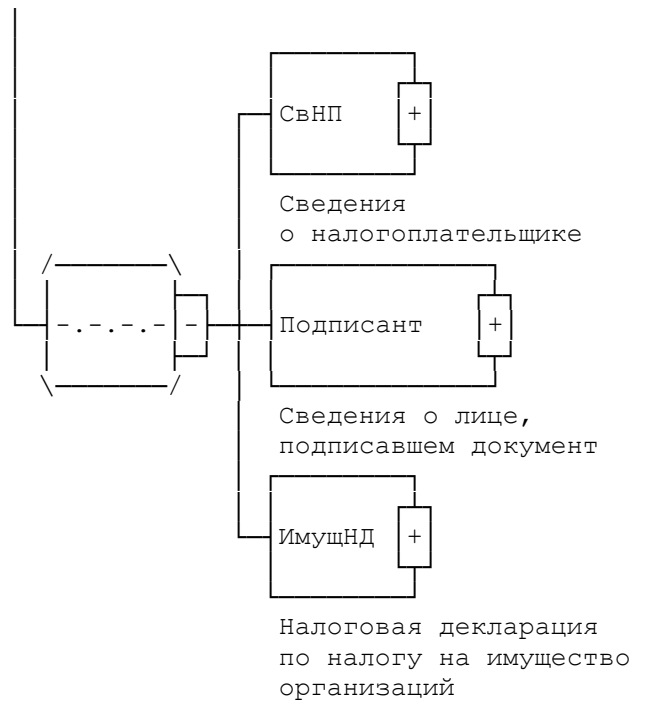 СвНП +
Сведения
о налогоплательщике
-.-.-.- - Подписант +
Сведения о лице,
подписавшем документ
ИмущНД +
Налоговая декларация
по налогу на имущество
организаций